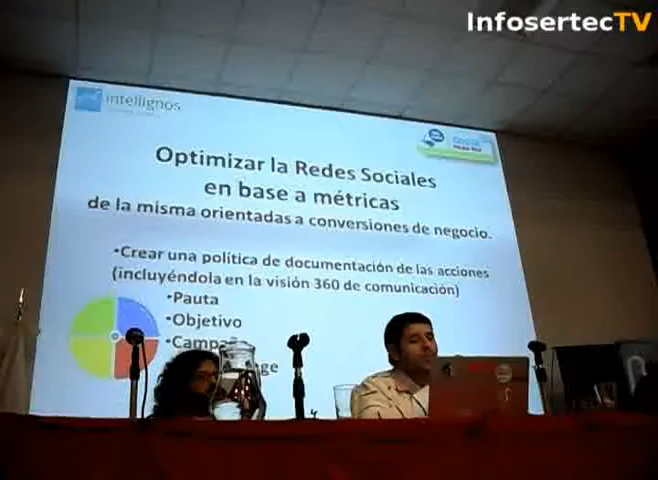 InfosertecTV
intellignos
Optimizar la Redes Sociales
en base a métricas
de la misma orientadas a conversiones de negocio.
•Crear una política de documentación de las acciones
(incluyéndola en la visión 360 de comunicación)
•Pauta
•Objetivo